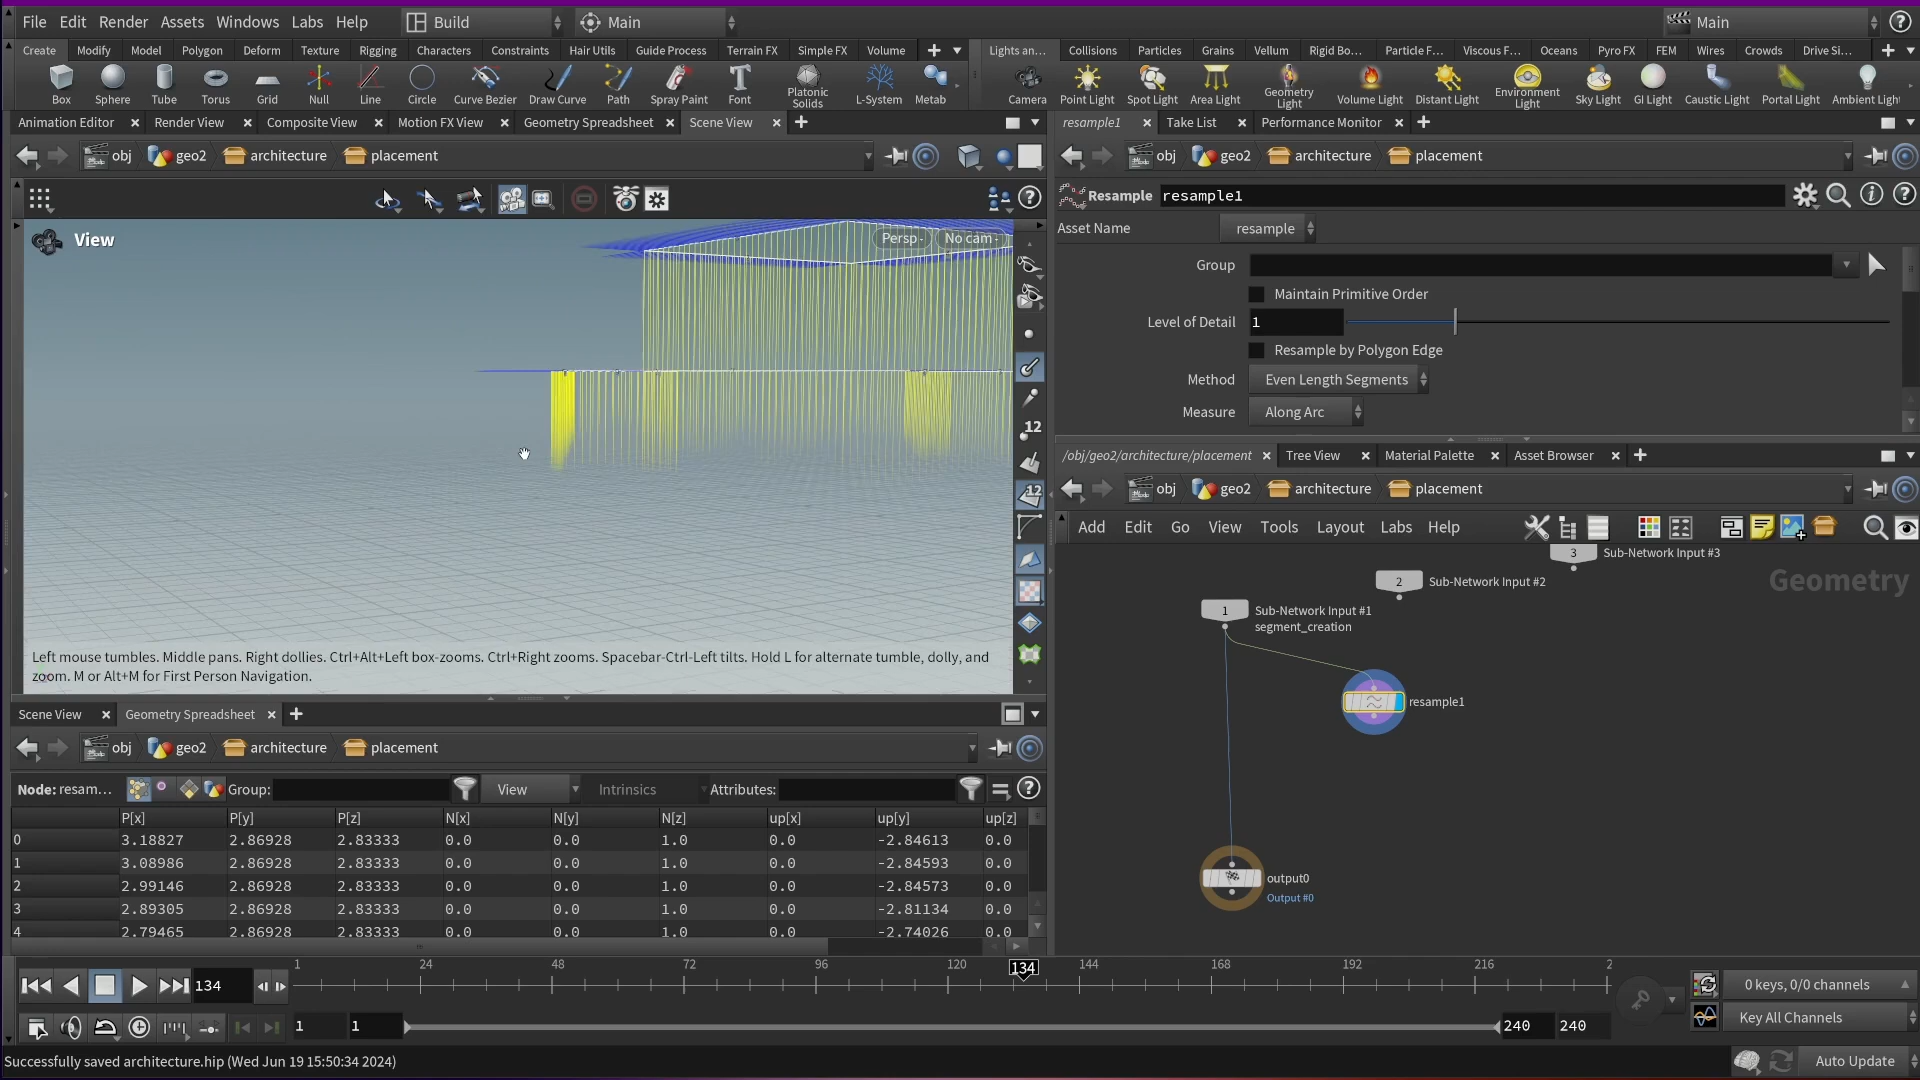 File Edit Render Assets Windows Labs Help Build Main Main
Create Modify Model Polygon Deform Texture Rigging Characters Constraints Hair Utils Guide Process Terrain FX Simple FX Volume Lights an... Collisions Particles Grains Vellum Rigid Bo... Particle F... Viscous F... Oceans Pyro FX FEM Wires Crowds Drive Si...
Box Sphere Tube Torus Grid Null Line Circle Curve Bezier Draw Curve Path Spray Paint Font Platonic Solids L-System Metab Camera Point Light Spot Light Area Light Geometry Light Volume Light Distant Light Environment Light Sky Light GI Light Caustic Light Portal Light Ambient Light
Animation Editor Render View Composite View Motion FX View Geometry Spreadsheet Scene View
obj geo2 architecture placement
View Persp No cam
12
12
Left mouse tumbles. Middle pans. Right dollies. Ctrl+Alt+Left box-zooms. Ctrl+Right zooms. Spacebar-Ctrl-Left tilts. Hold L for alternate tumble, dolly, and
zoom. M or Alt+M for First Person Navigation.
Scene View Geometry Spreadsheet
obj geo2 architecture placement
Node: resam... Group: View Intrinsics Attributes:
P[x] P[y] P[z] N[x] N[y] N[z] up[x] up[y] up[z]
0 3.18827 2.86928 2.83333 0.0 0.0 1.0 0.0 -2.84613 0.0
1 3.08986 2.86928 2.83333 0.0 0.0 1.0 0.0 -2.84593 0.0
2 2.99146 2.86928 2.83333 0.0 0.0 1.0 0.0 -2.84573 0.0
3 2.89305 2.86928 2.83333 0.0 0.0 1.0 0.0 -2.81134 0.0
4 2.79465 2.86928 2.83333 0.0 0.0 1.0 0.0 -2.74026 0.0
resample1 Take List Performance Monitor
obj geo2 architecture placement
Resample resample1
Asset Name resample
Group
Maintain Primitive Order
Level of Detail 1
Resample by Polygon Edge
Method Even Length Segments
Measure Along Arc
/obj/geo2/architecture/placement Tree View Material Palette Asset Browser
obj geo2 architecture placement
Add Edit Go View Tools Layout Labs Help
3 Sub-Network Input #3
2 Sub-Network Input #2
Geometry
1 Sub-Network Input #1
segment_creation
resample1
output0
Output #0
134 1 24 48 72 96 120 134 144 168 192 216 2
0 keys, 0/0 channels
1 1 240 240 Key All Channels
Successfully saved architecture.hip (Wed Jun 19 15:50:34 2024) Auto Update